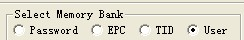 Select Memory Bank
Password EPC TID User